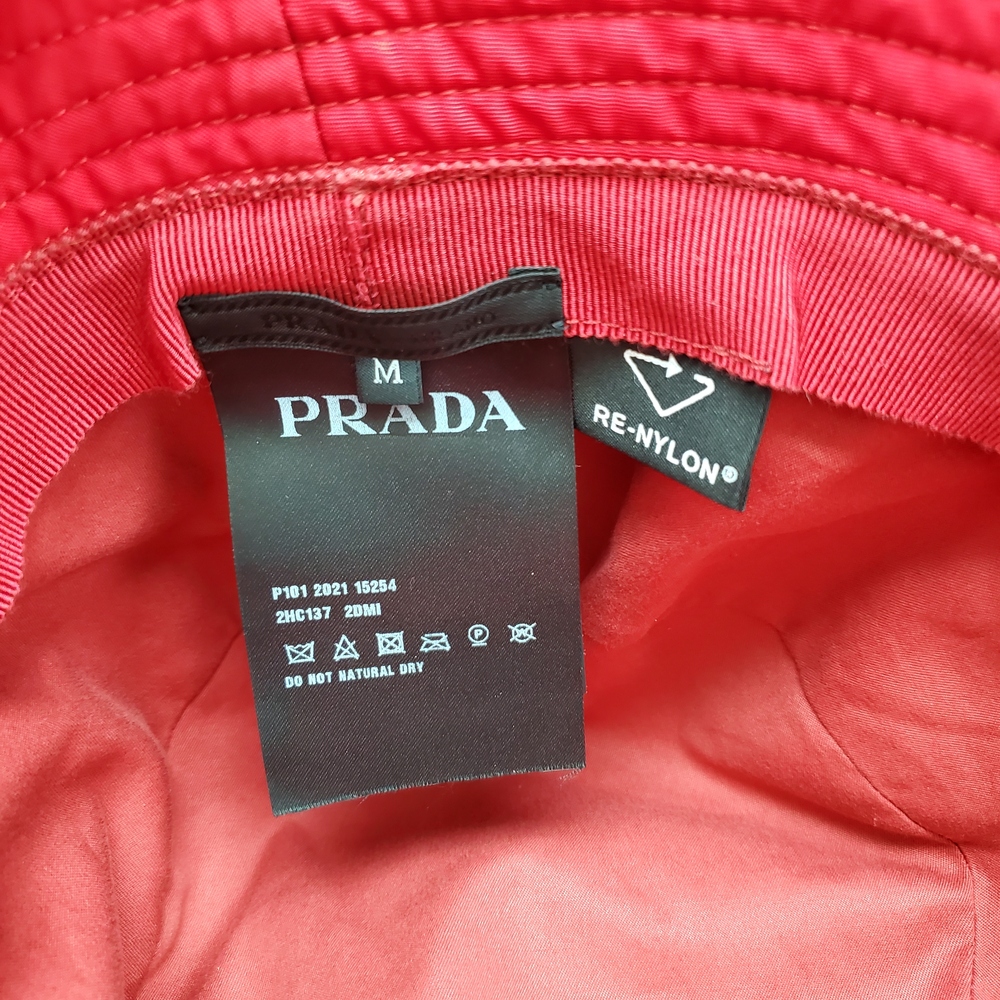 M
PRADA
RE-NYLON®
P101 2021 15254
2HC137 2DMI
P
W
DO NOT NATURAL DRY